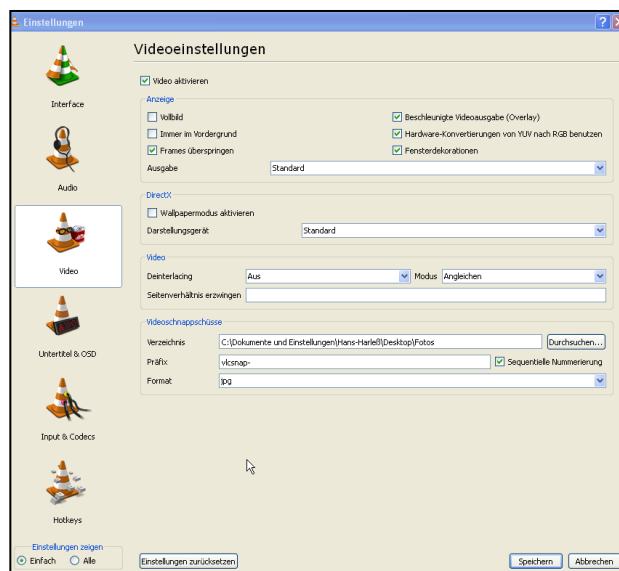 Einstellungen
Videoeinstellungen
Video aktivieren
Interface
Anzeige
Vollbild
Beschleunigte Videoausgabe (Overlay)
Immer im Vordergrund
Hardware-Konvertierungen von YUV nach RGB benutzen
Frames überspringen
Fensterdekorationen
Ausgabe Standard
Audio
DirectX
Wallpapermodus aktivieren
Darstellungsgerät Standard
Video
Video
Deinterlacing Aus Modus Angleichen
Seitenverhältnis erzwingen
Untertitel & OSD
Videoschnappschüsse
Verzeichnis C:\Dokumente und Einstellungen\Hans-Harleß\Desktop\Fotos Durchsuchen...
Präfix vlcsnap- Sequentielle Nummerierung
Format jpg
Input & Codecs
Hotkeys
Einstellungen zeigen
Einfach Alle
Einstellungen zurücksetzen
Speichern Abbrechen